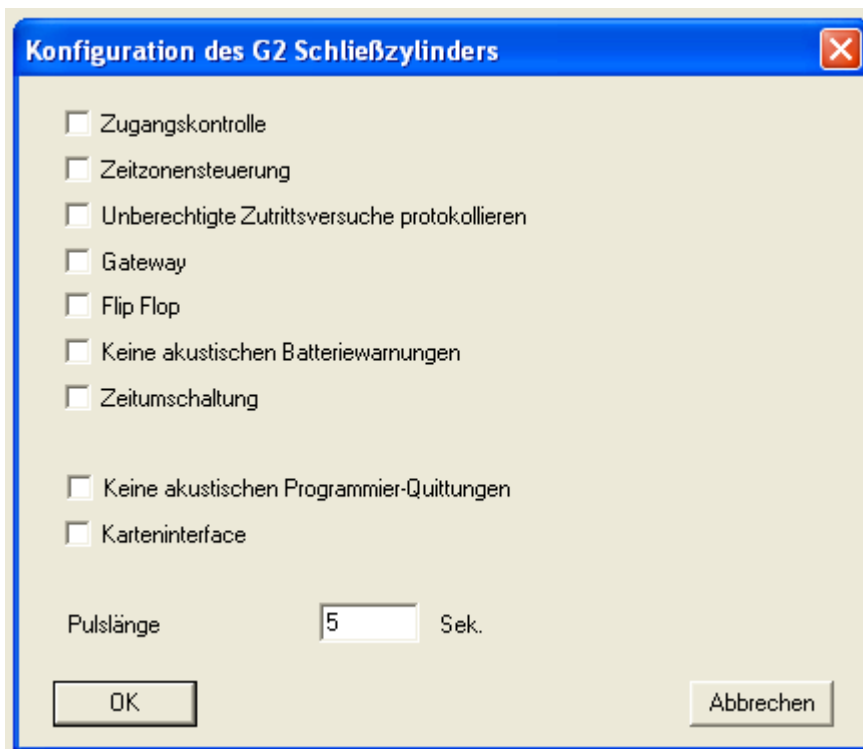 Konfiguration des G2 Schließzylinders
Zugangskontrolle
Zeitzonensteuerung
Unberechtigte Zutrittsversuche protokollieren
Gateway
Flip Flop
Keine akustischen Batteriewarnungen
Zeitumschaltung
Keine akustischen Programmier-Quittungen
Karteninterface
Pulslänge 5 Sek.
OK Abbrechen